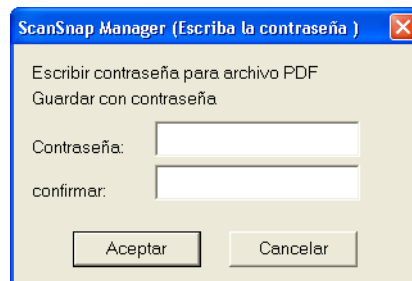 ScanSnap Manager (Escriba la contraseña )
Escribir contraseña para archivo PDF
Guardar con contraseña
Contraseña:
confirmar:
Aceptar Cancelar